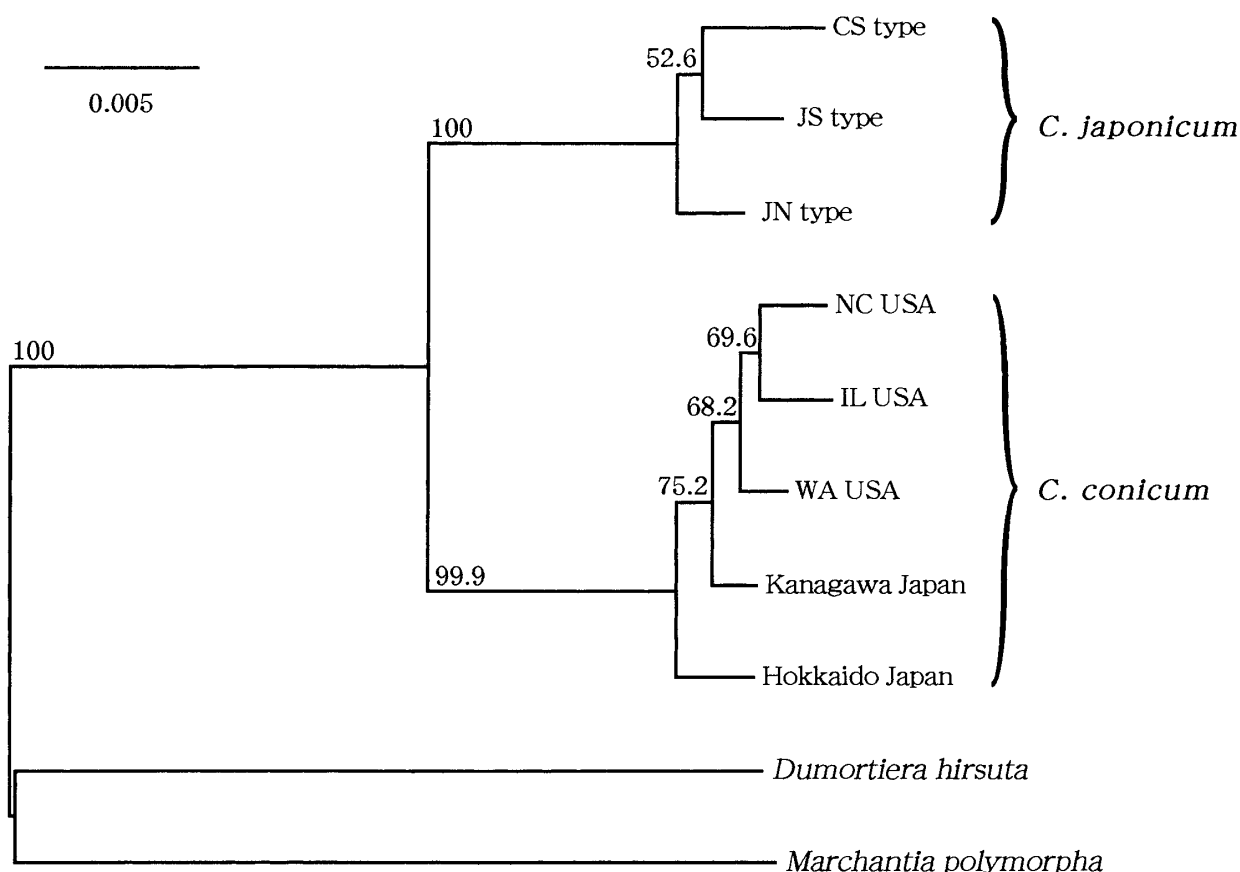 CS type
52.6
0.005
JS type
C. japonicum
100
JN type
NC USA
69.6
100
IL USA
68.2
WA USA
C. conicum
75.2
99.9
Kanagawa Japan
Hokkaido Japan
Dumortiera hirsuta
Marchantia polymorpha